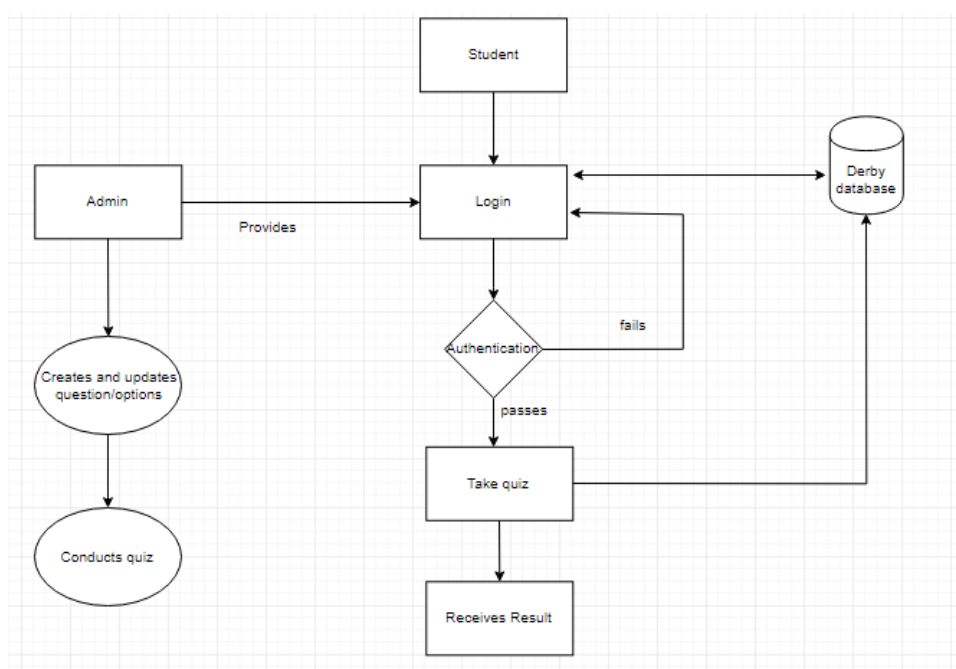 Student
Derby
database
Admin
Login
Provides
fails
Authentication
Creates and updates
question/options
passes
Take quiz
Conducts quiz
Receives Result